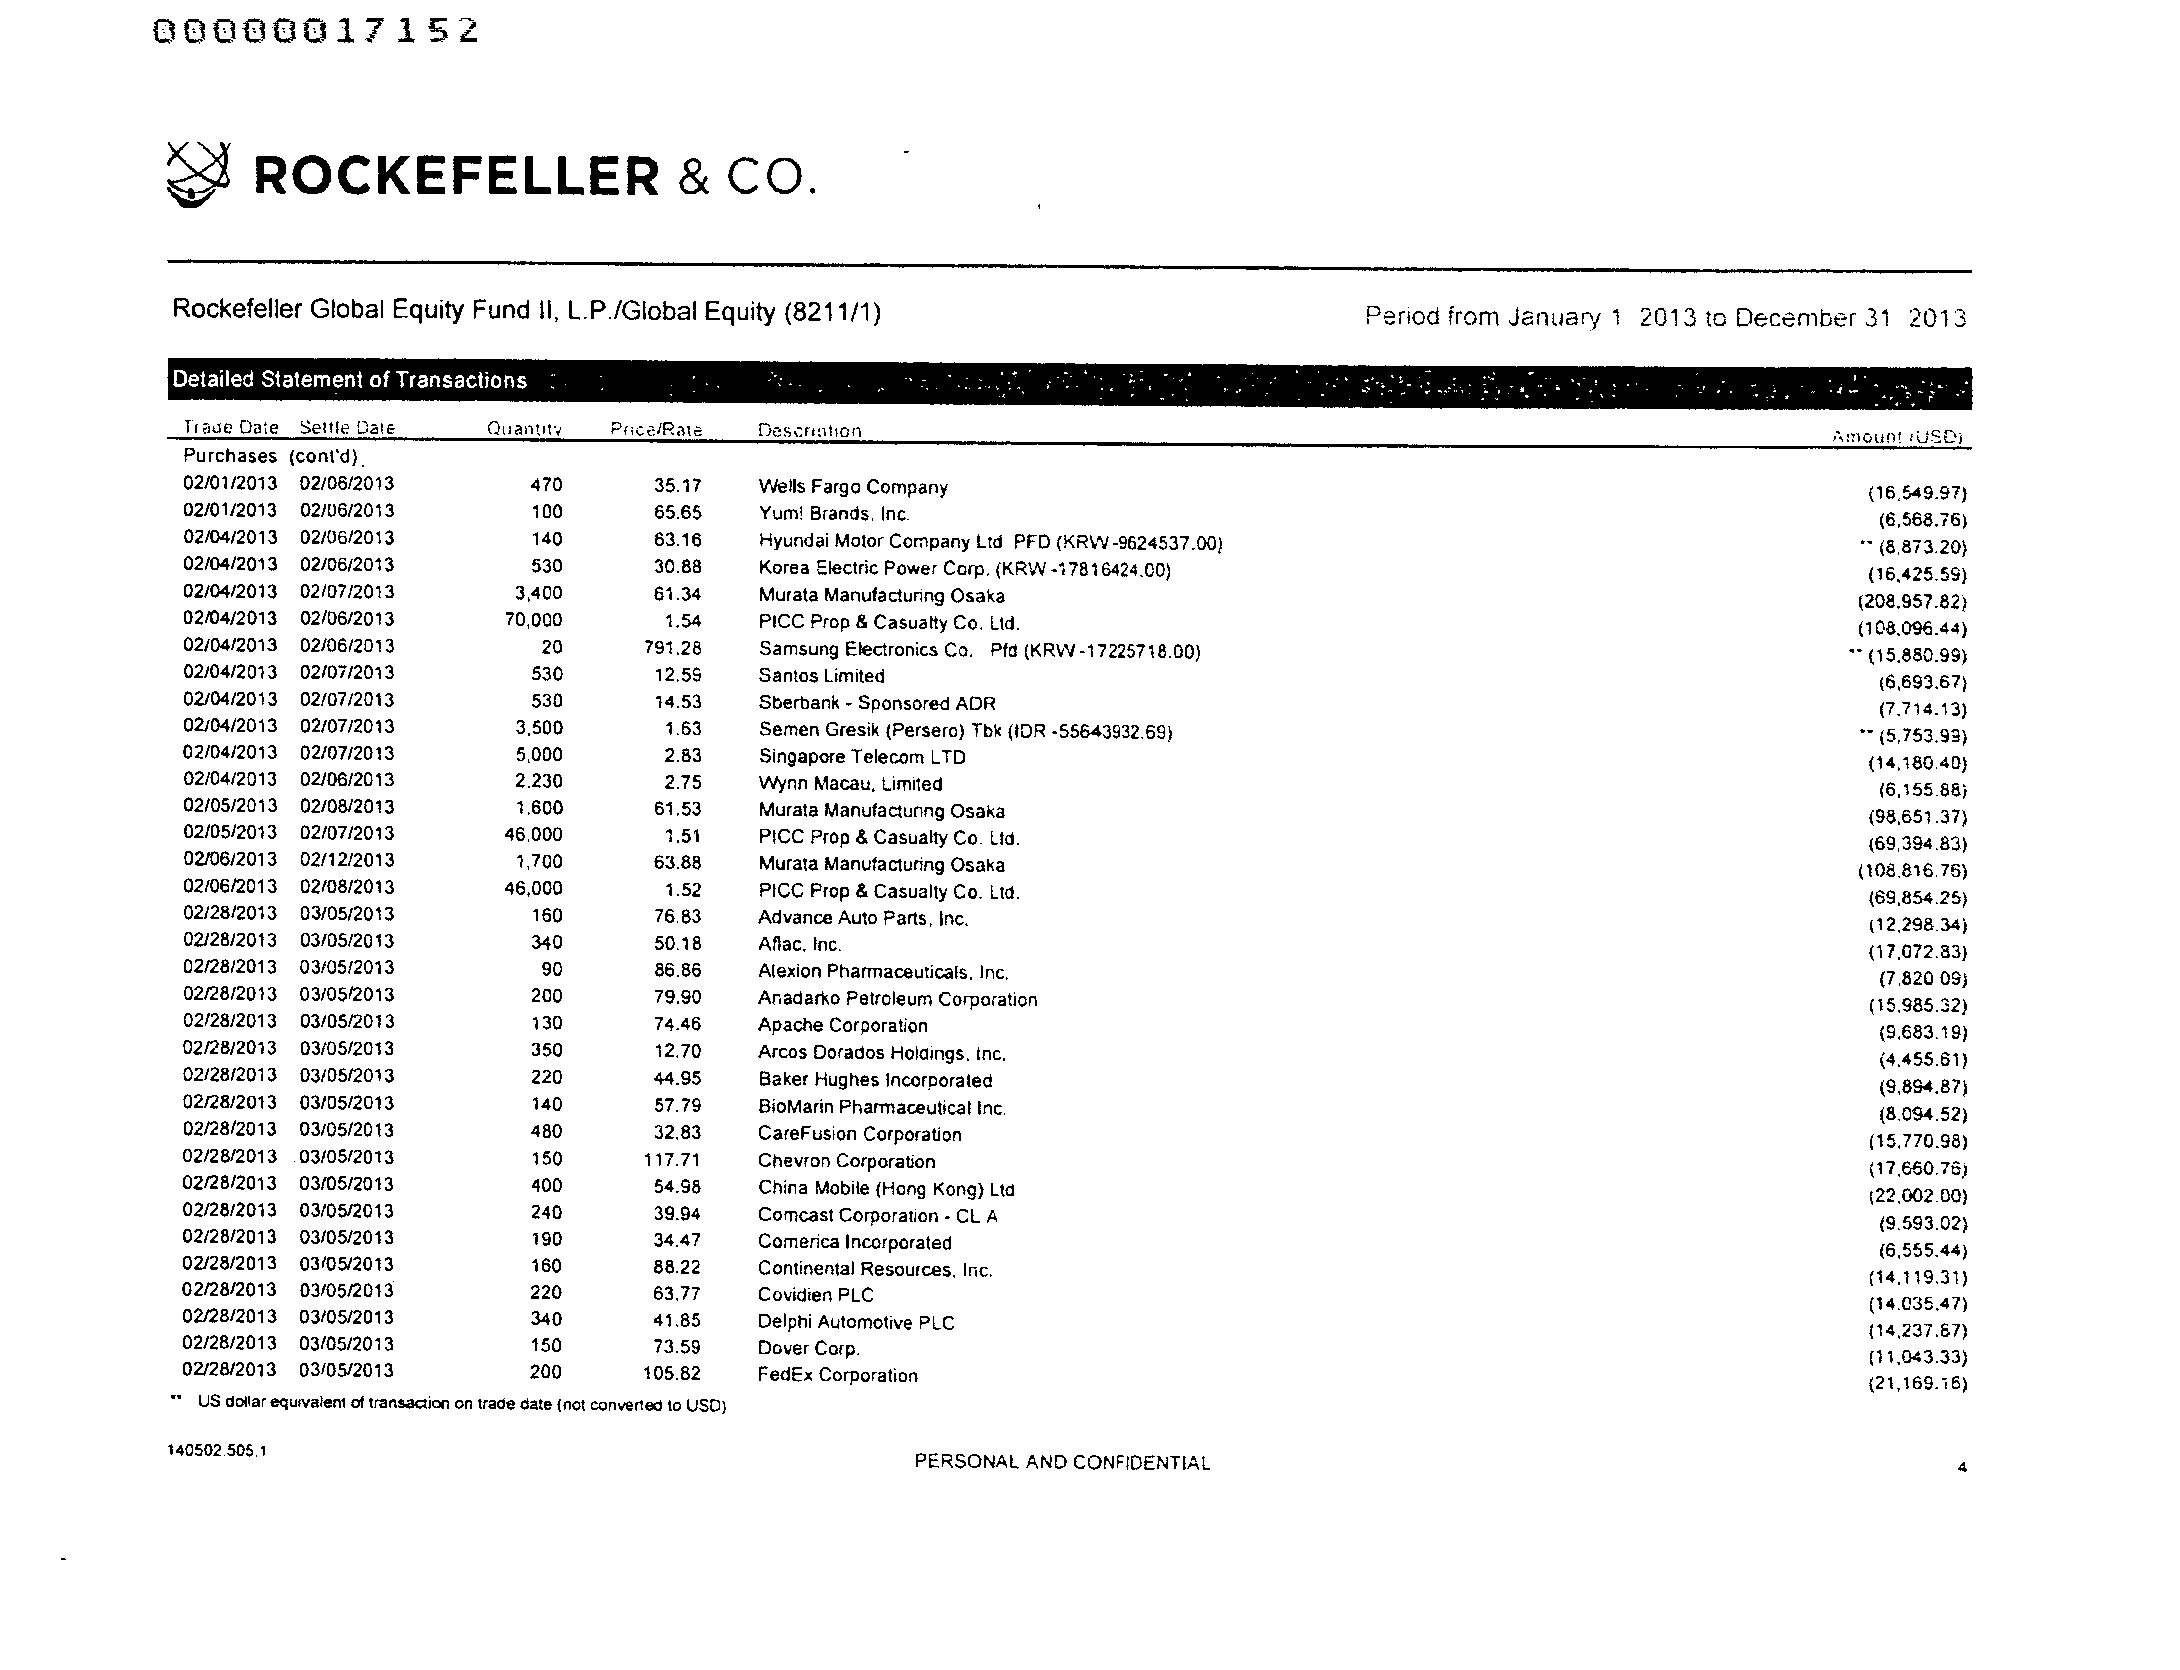 00000017152
ROCKEFELLER & CO.
Rockefeller Global Equity Fund II, L.P./Global Equity (8211/1) Period from January 1 2013 to December 31 2013
Detailed Statement of Transactions
Trade Date Settle Date Quantity Price/Rate Description Amount (USD)
Purchases (cont'd)
02/01/2013 02/06/2013 470 35.17 Wells Fargo Company (16,549.97)
02/01/2013 02/06/2013 100 65.65 Yum! Brands, Inc. (6,568.76)
02/04/2013 02/06/2013 140 63.16 Hyundai Motor Company Ltd PFD (KRW -9624537.00) ** (8,873.20)
02/04/2013 02/06/2013 530 30.88 Korea Electric Power Corp. (KRW -17816424.00) (16,425.59)
02/04/2013 02/07/2013 3,400 61.34 Murata Manufacturing Osaka (208,957.82)
02/04/2013 02/06/2013 70,000 1.54 PICC Prop & Casualty Co. Ltd. (108,096.44)
02/04/2013 02/06/2013 20 791.28 Samsung Electronics Co. Pfd (KRW -17225718.00) ** (15,880.99)
02/04/2013 02/07/2013 530 12.59 Santos Limited (6,693.67)
02/04/2013 02/07/2013 530 14.53 Sberbank - Sponsored ADR (7,714.13)
02/04/2013 02/07/2013 3,500 1.63 Semen Gresik (Persero) Tbk (IDR -55643932.69) ** (5,753.99)
02/04/2013 02/07/2013 5,000 2.83 Singapore Telecom LTD (14,180.40)
02/04/2013 02/06/2013 2,230 2.75 Wynn Macau, Limited (6,155.88)
02/05/2013 02/08/2013 1,600 61.53 Murata Manufacturing Osaka (98,651.37)
02/05/2013 02/07/2013 46,000 1.51 PICC Prop & Casualty Co. Ltd. (69,394.83)
02/06/2013 02/12/2013 1,700 63.88 Murata Manufacturing Osaka (108,816.76)
02/06/2013 02/08/2013 46,000 1.52 PICC Prop & Casualty Co. Ltd. (69,854.25)
02/28/2013 03/05/2013 160 76.83 Advance Auto Parts, Inc. (12,298.34)
02/28/2013 03/05/2013 340 50.18 Aflac, Inc. (17,072.83)
02/28/2013 03/05/2013 90 86.86 Alexion Pharmaceuticals, Inc. (7,820.09)
02/28/2013 03/05/2013 200 79.90 Anadarko Petroleum Corporation (15,985.32)
02/28/2013 03/05/2013 130 74.46 Apache Corporation (9,683.19)
02/28/2013 03/05/2013 350 12.70 Arcos Dorados Holdings, Inc. (4,455.61)
02/28/2013 03/05/2013 220 44.95 Baker Hughes Incorporated (9,894.87)
02/28/2013 03/05/2013 140 57.79 BioMarin Pharmaceutical Inc. (8,094.52)
02/28/2013 03/05/2013 480 32.83 CareFusion Corporation (15,770.98)
02/28/2013 03/05/2013 150 117.71 Chevron Corporation (17,660.76)
02/28/2013 03/05/2013 400 54.98 China Mobile (Hong Kong) Ltd (22,002.00)
02/28/2013 03/05/2013 240 39.94 Comcast Corporation - CL A (9,593.02)
02/28/2013 03/05/2013 190 34.47 Comerica Incorporated (6,555.44)
02/28/2013 03/05/2013 160 88.22 Continental Resources, Inc. (14,119.31)
02/28/2013 03/05/2013 220 63.77 Covidien PLC (14,035.47)
02/28/2013 03/05/2013 340 41.85 Delphi Automotive PLC (14,237.67)
02/28/2013 03/05/2013 150 73.59 Dover Corp. (11,043.33)
02/28/2013 03/05/2013 200 105.82 FedEx Corporation (21,169.16)
** US dollar equivalent of transaction on trade date (not converted to USD)
140502.505.1 PERSONAL AND CONFIDENTIAL 4